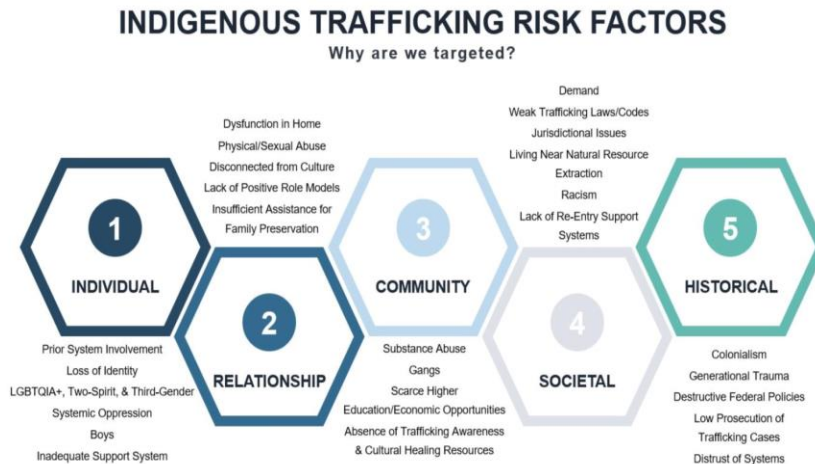 INDIGENOUS TRAFFICKING RISK FACTORS
Why are we targeted?
1
INDIVIDUAL
Prior System Involvement
Loss of Identity
LGBTQIA+, Two-Spirit, & Third-Gender
Systemic Oppression
Boys
Inadequate Support System
Dysfunction in Home
Physical/Sexual Abuse
Disconnected from Culture
Lack of Positive Role Models
Insufficient Assistance for
Family Preservation
2
RELATIONSHIP
3
COMMUNITY
Substance Abuse
Gangs
Scarce Higher
Education/Economic Opportunities
Absence of Trafficking Awareness
& Cultural Healing Resources
Demand
Weak Trafficking Laws/Codes
Jurisdictional Issues
Living Near Natural Resource
Extraction
Racism
Lack of Re-Entry Support
Systems
4
SOCIETAL
5
HISTORICAL
Colonialism
Generational Trauma
Destructive Federal Policies
Low Prosecution of
Trafficking Cases
Distrust of Systems